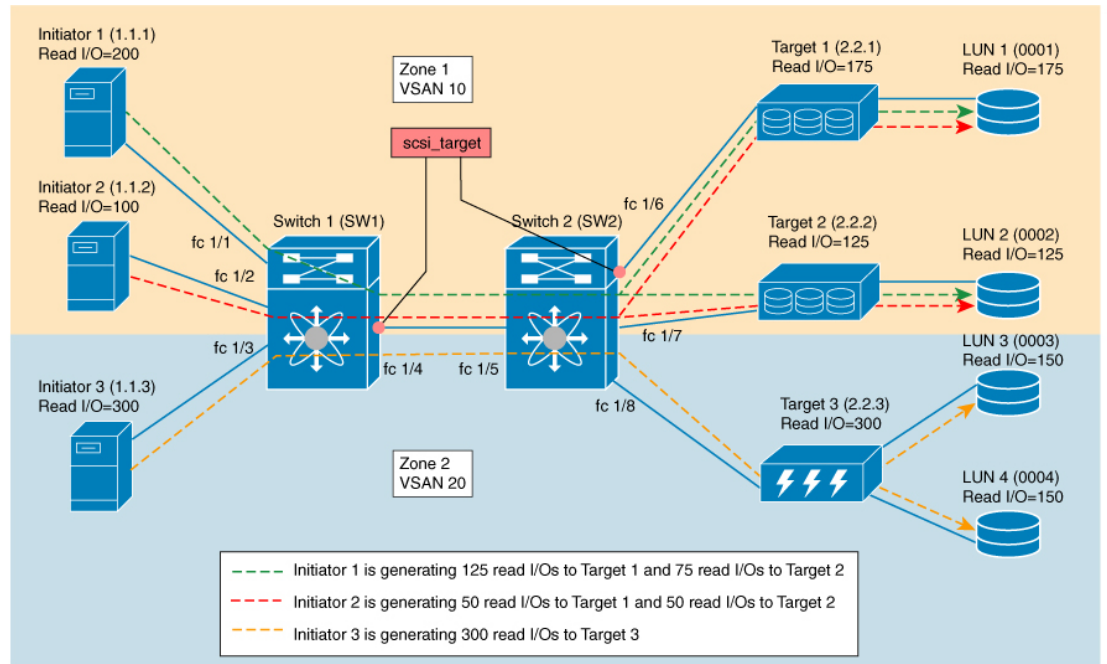 Initiator 1 (1.1.1)
Read I/O=200
Zone 1
VSAN 10
Target 1 (2.2.1)
Read I/O=175
LUN 1 (0001)
Read I/O=175
scsi_target
Initiator 2 (1.1.2)
Read I/O=100
Switch 1 (SW1)
Switch 2 (SW2)
fc 1/6
Target 2 (2.2.2)
Read I/O=125
LUN 2 (0002)
Read I/O=125
fc 1/1
fc 1/2
fc 1/3
fc 1/4
fc 1/5
fc 1/7
fc 1/8
LUN 3 (0003)
Read I/O=150
Initiator 3 (1.1.3)
Read I/O=300
Target 3 (2.2.3)
Read I/O=300
Zone 2
VSAN 20
LUN 4 (0004)
Read I/O=150
Initiator 1 is generating 125 read I/Os to Target 1 and 75 read I/Os to Target 2
Initiator 2 is generating 50 read I/Os to Target 1 and 50 read I/Os to Target 2
Initiator 3 is generating 300 read I/Os to Target 3